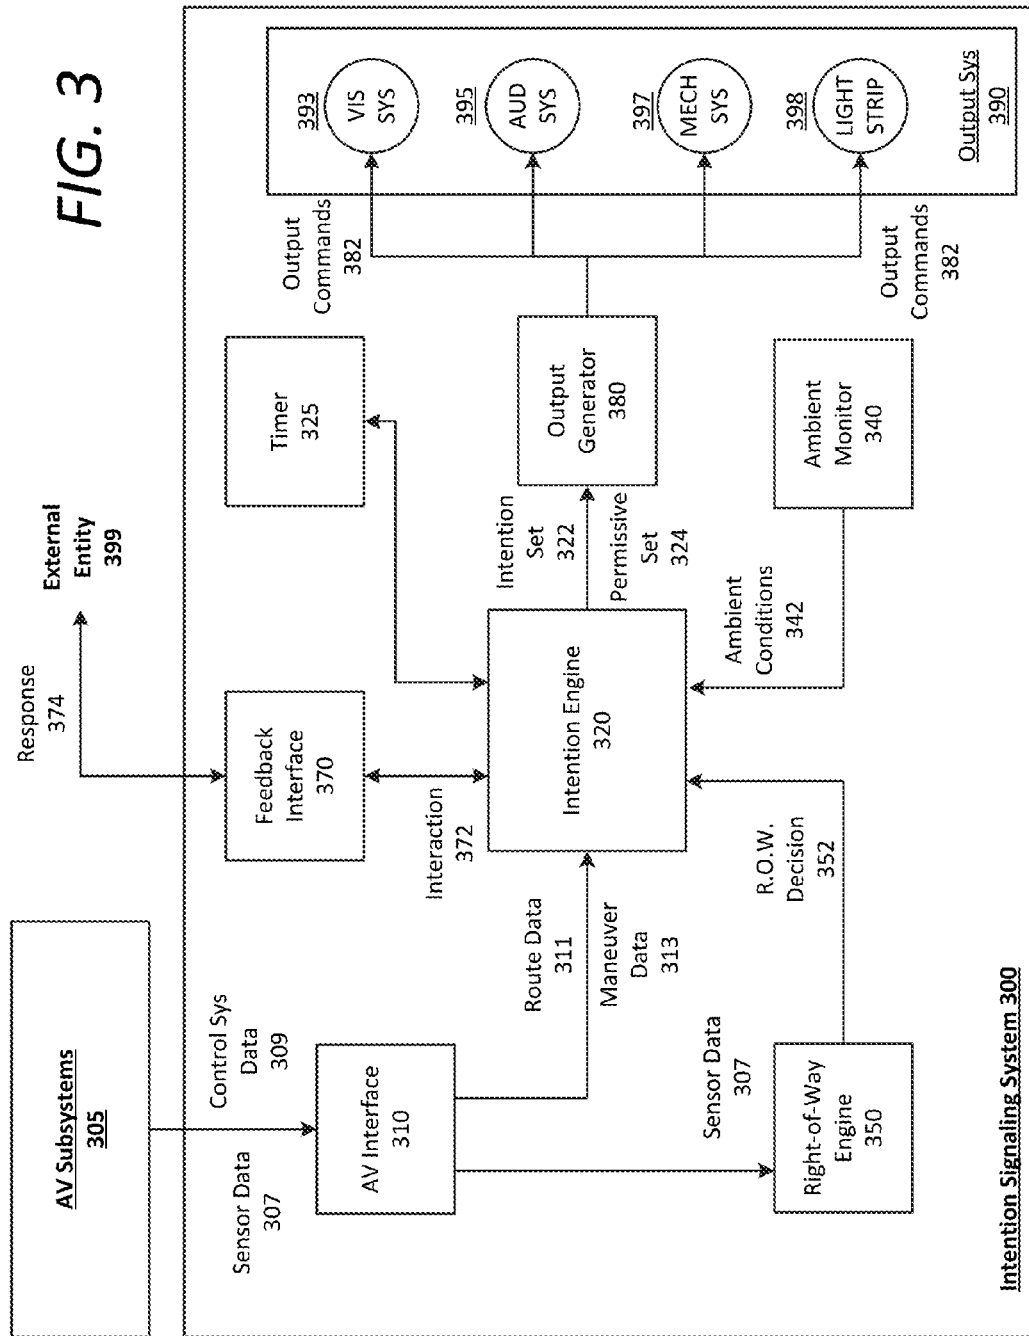 FIG. 3
AV Subsystems
305
Response
374
External
Entity
399
Sensor Data
307
Control Sys
Data
309
AV Interface
310
Feedback
Interface
370
Timer
325
Interaction
372
Route Data
311
Maneuver
Data
313
Intention Engine
320
Intention
Set
322
Permissive
Set
324
Output
Generator
380
Output
Commands
382
Output
Commands
382
393
VIS
SYS
395
AUD
SYS
397
MECH
SYS
398
LIGHT
STRIP
Output Sys
390
Sensor Data
307
Right-of-Way
Engine
350
R.O.W.
Decision
352
Ambient
Conditions
342
Ambient
Monitor
340
Intention Signaling System 300